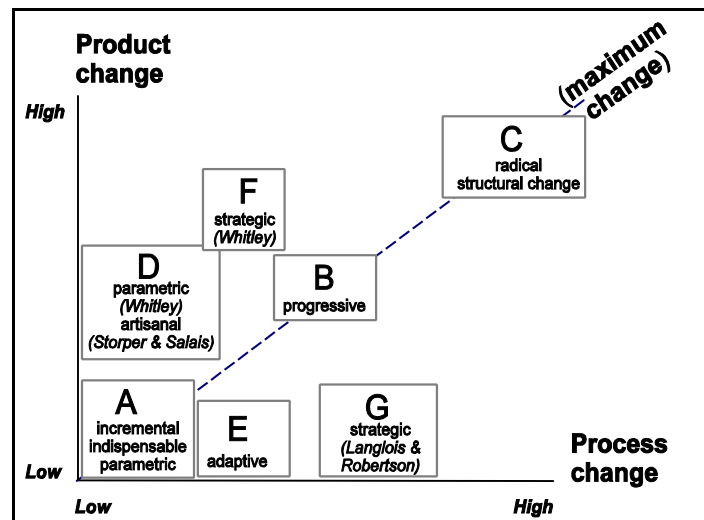 Product
change
(maximum
change)
High
C
radical
structural change
F
strategic
(Whitley)
D
parametric
(Whitley)
artisanal
(Storper & Salais)
B
progressive
A
incremental
indispensable
parametric
E
adaptive
G
strategic
(Langlois &
Robertson)
Process
change
Low
Low
High